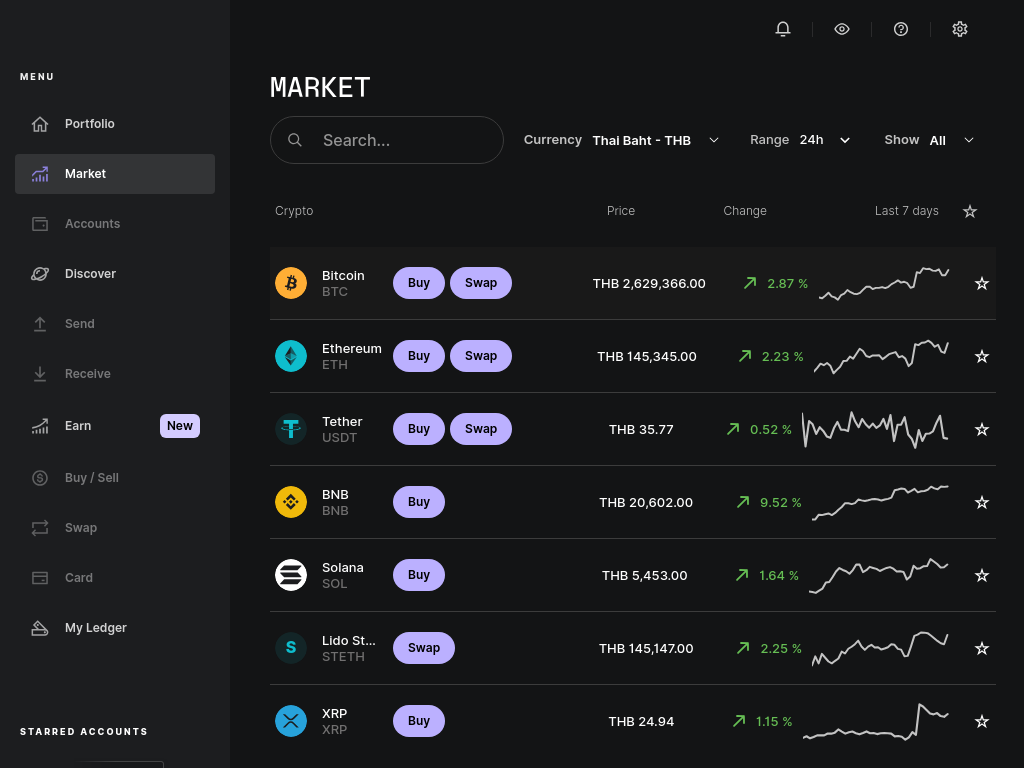 MENU
Portfolio
Market
Accounts
Discover
Send
Receive
Earn New
Buy / Sell
Swap
Card
My Ledger
STARRED ACCOUNTS
MARKET
Search...
Currency Thai Baht - THB
Range 24h
Show All
Crypto Price Change Last 7 days
Bitcoin
BTC
Buy Swap THB 2,629,366.00 2.87 %
Ethereum
ETH
Buy Swap THB 145,345.00 2.23 %
Tether
USDT
Buy Swap THB 35.77 0.52 %
BNB
BNB
Buy THB 20,602.00 9.52 %
Solana
SOL
Buy THB 5,453.00 1.64 %
S
Lido St...
STETH
Swap THB 145,147.00 2.25 %
XRP
XRP
Buy THB 24.94 1.15 %